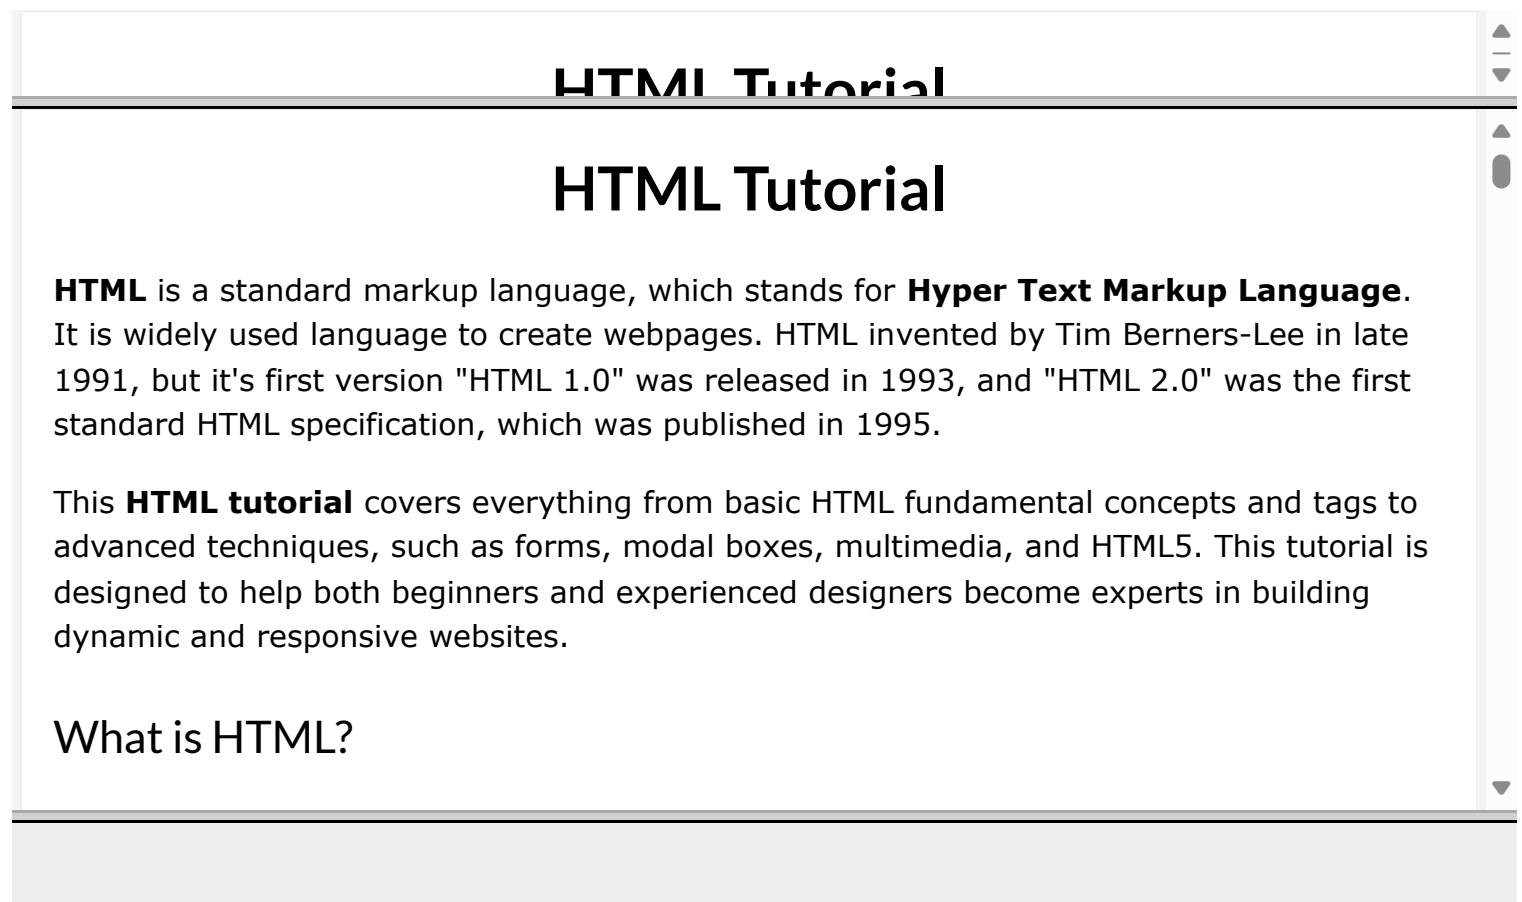 HTML Tutorial
HTML Tutorial
HTML is a standard markup language, which stands for Hyper Text Markup Language.
It is widely used language to create webpages. HTML invented by Tim Berners-Lee in late
1991, but it's first version "HTML 1.0" was released in 1993, and "HTML 2.0" was the first
standard HTML specification, which was published in 1995.
This HTML tutorial covers everything from basic HTML fundamental concepts and tags to
advanced techniques, such as forms, modal boxes, multimedia, and HTML5. This tutorial is
designed to help both beginners and experienced designers become experts in building
dynamic and responsive websites.
What is HTML?